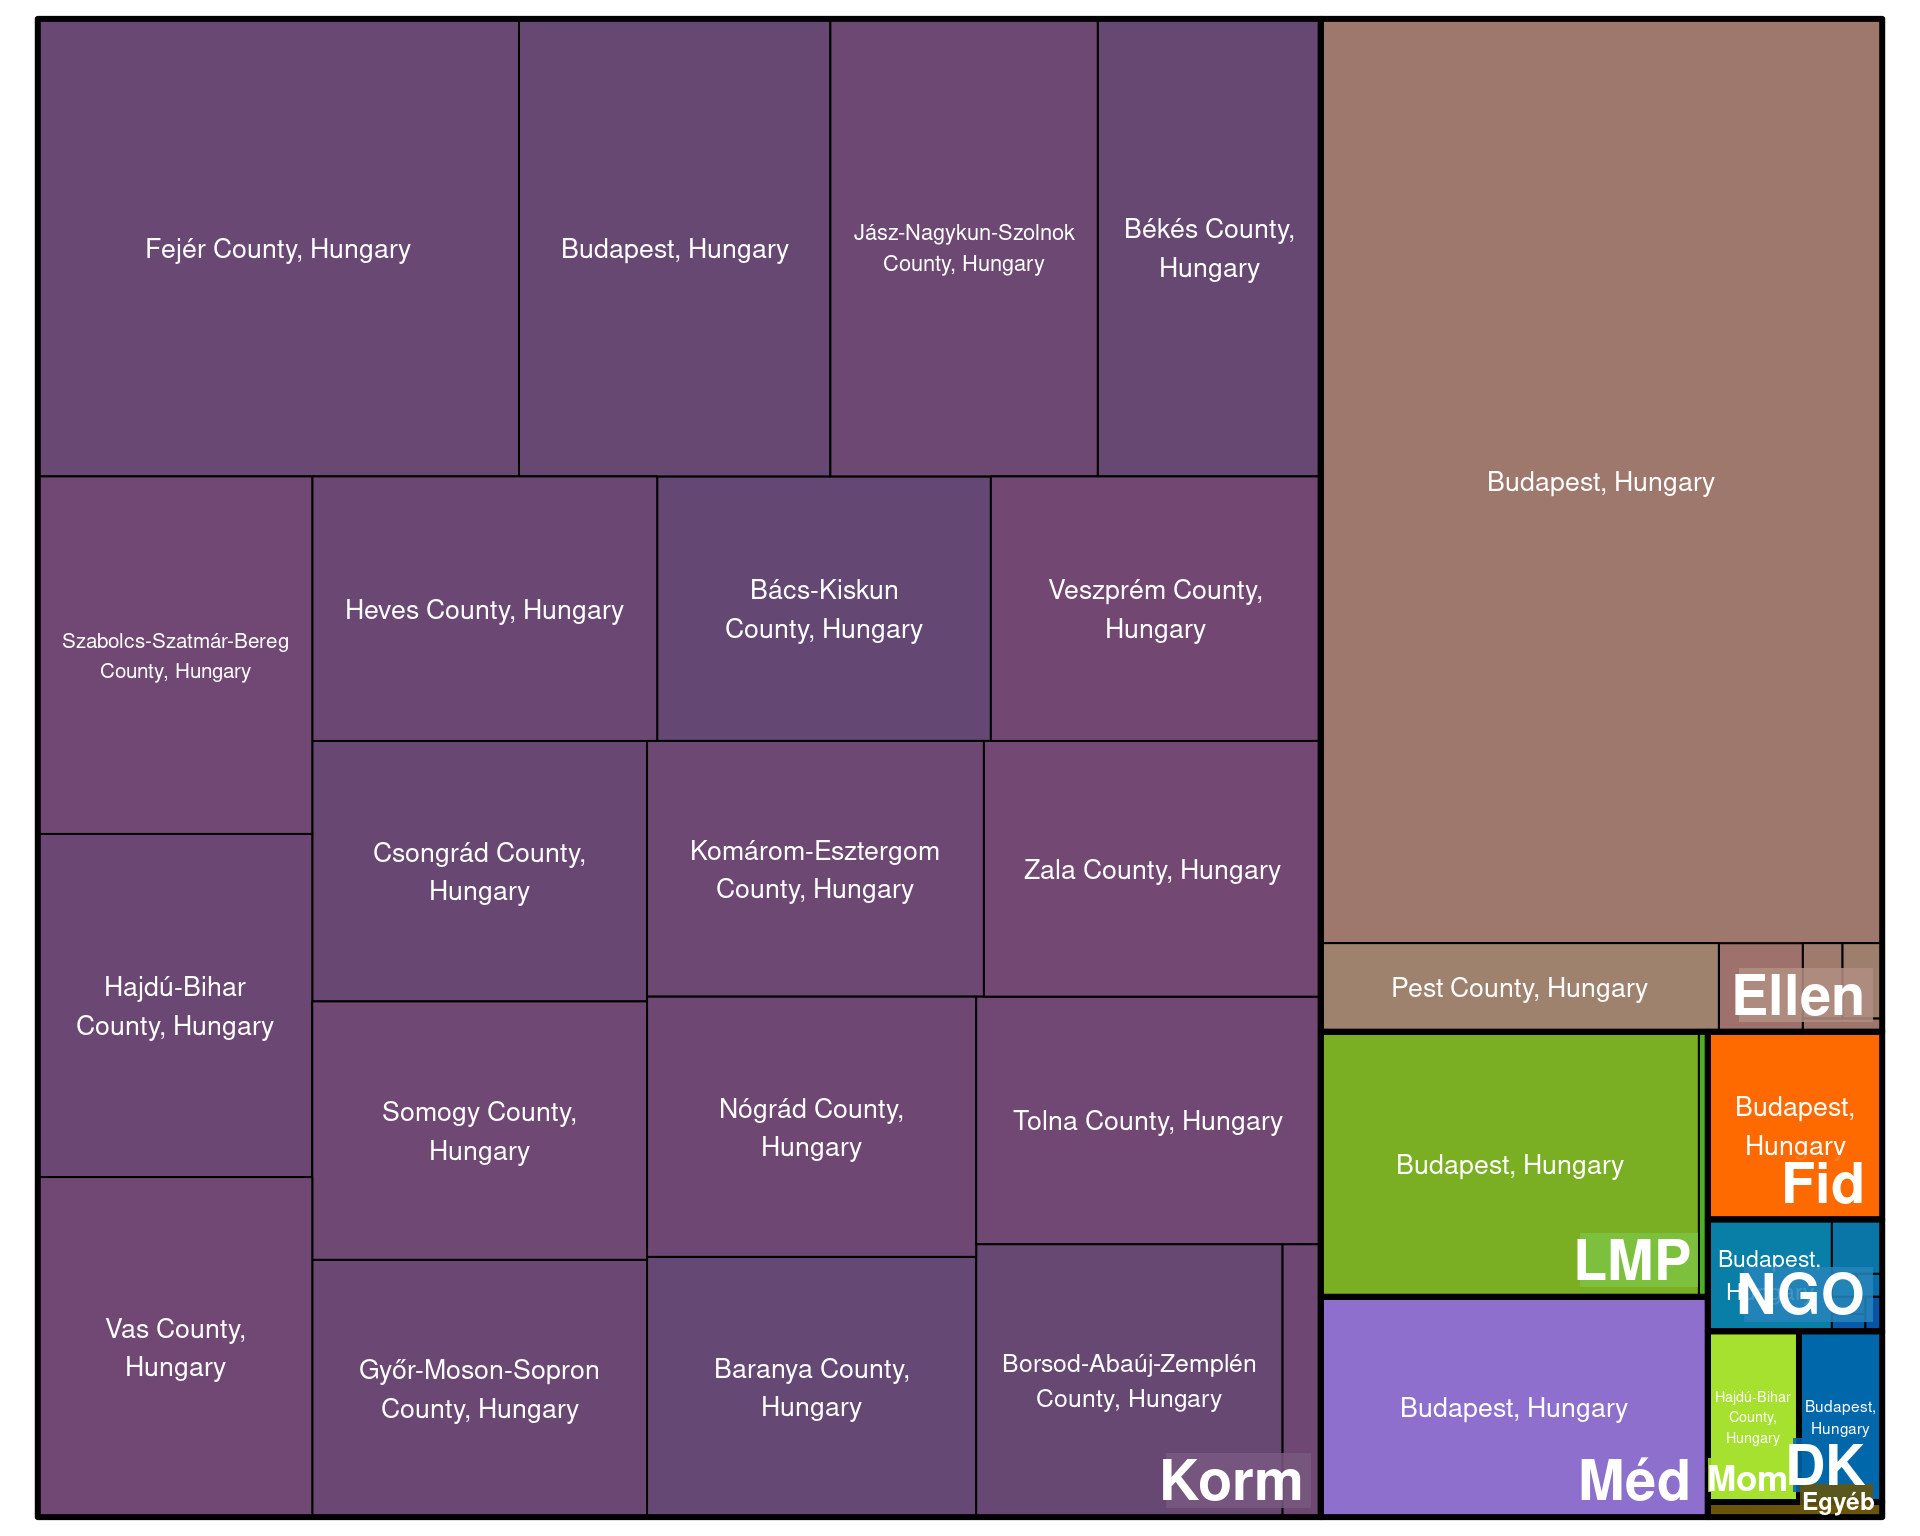 Fejér County, Hungary
Budapest, Hungary
Jász-Nagykun-Szolnok
County, Hungary
Békés County,
Hungary
Szabolcs-Szatmár-Bereg
County, Hungary
Heves County, Hungary
Bács-Kiskun
County, Hungary
Veszprém County,
Hungary
Hajdú-Bihar
County, Hungary
Csongrád County,
Hungary
Komárom-Esztergom
County, Hungary
Zala County, Hungary
Somogy County,
Hungary
Nógrád County,
Hungary
Tolna County, Hungary
Vas County,
Hungary
Győr-Moson-Sopron
County, Hungary
Baranya County,
Hungary
Borsod-Abaúj-Zemplén
County, Hungary
Korm
Budapest, Hungary
Pest County, Hungary
Ellen
Budapest, Hungary
LMP
Budapest,
Hungary
Fid
Budapest,
NGO
Budapest, Hungary
Méd
Hajdú-Bihar
County,
Hungary
Mom
Budapest,
Hungary
DK
Egyéb